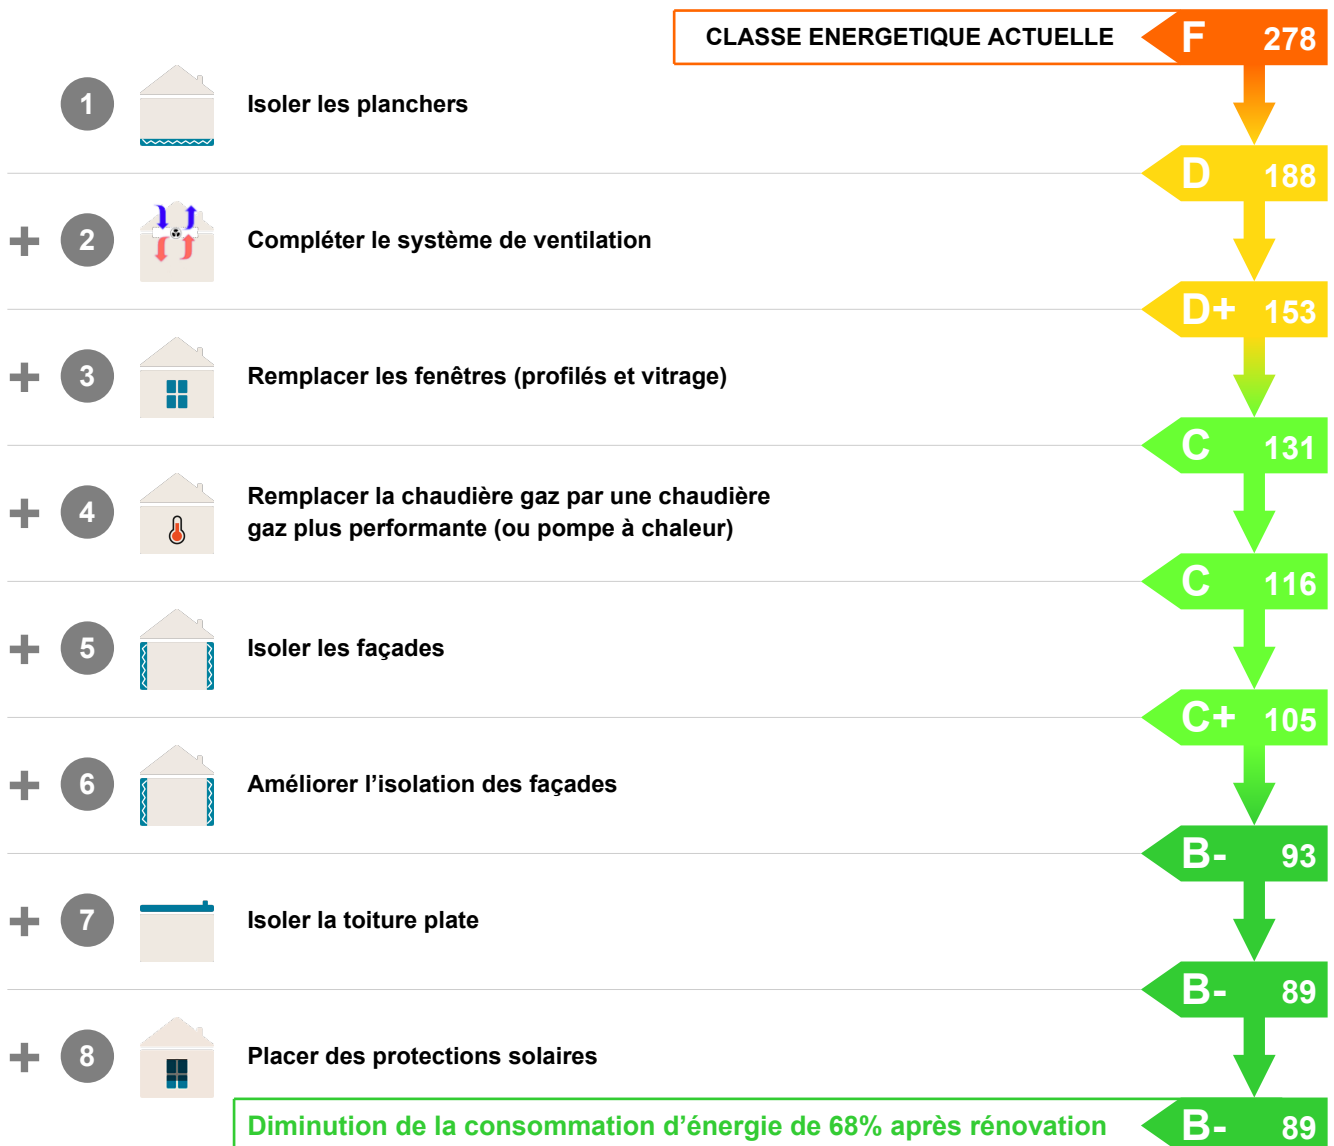 CLASSE ENERGETIQUE ACTUELLE F 278
1 Isoler les planchers
D 188
+ 2 Compléter le système de ventilation
D+ 153
+ 3 Remplacer les fenêtres (profilés et vitrage)
C 131
+ 4 Remplacer la chaudière gaz par une chaudière
gaz plus performante (ou pompe à chaleur)
C 116
+ 5 Isoler les façades
C+ 105
+ 6 Améliorer l’isolation des façades
B- 93
+ 7 Isoler la toiture plate
B- 89
+ 8 Placer des protections solaires
Diminution de la consommation d’énergie de 68% après rénovation B- 89